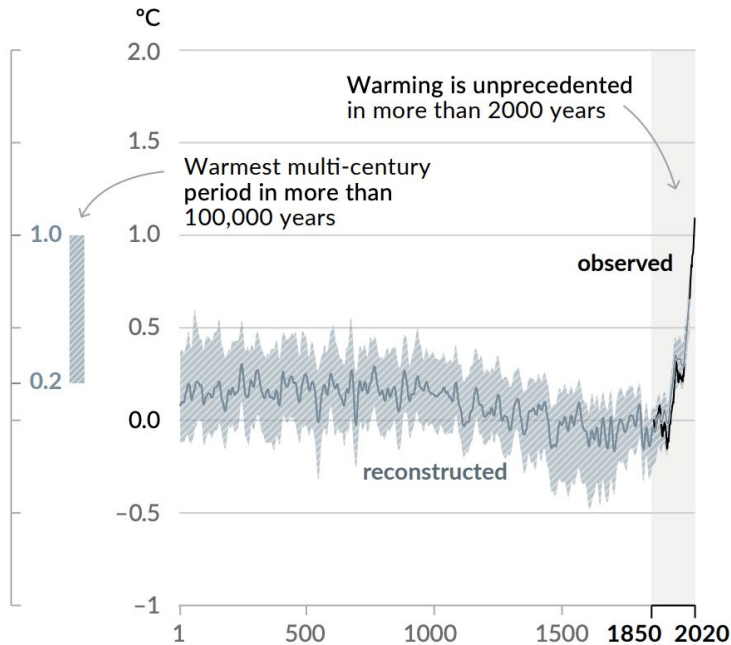 °C
2.0
Warming is unprecedented
in more than 2000 years
1.5
Warmest multi-century
period in more than
100,000 years
1.0
1.0
observed
0.5
0.2
0.0
reconstructed
−0.5
−1
1
500
1000
1500
1850
2020